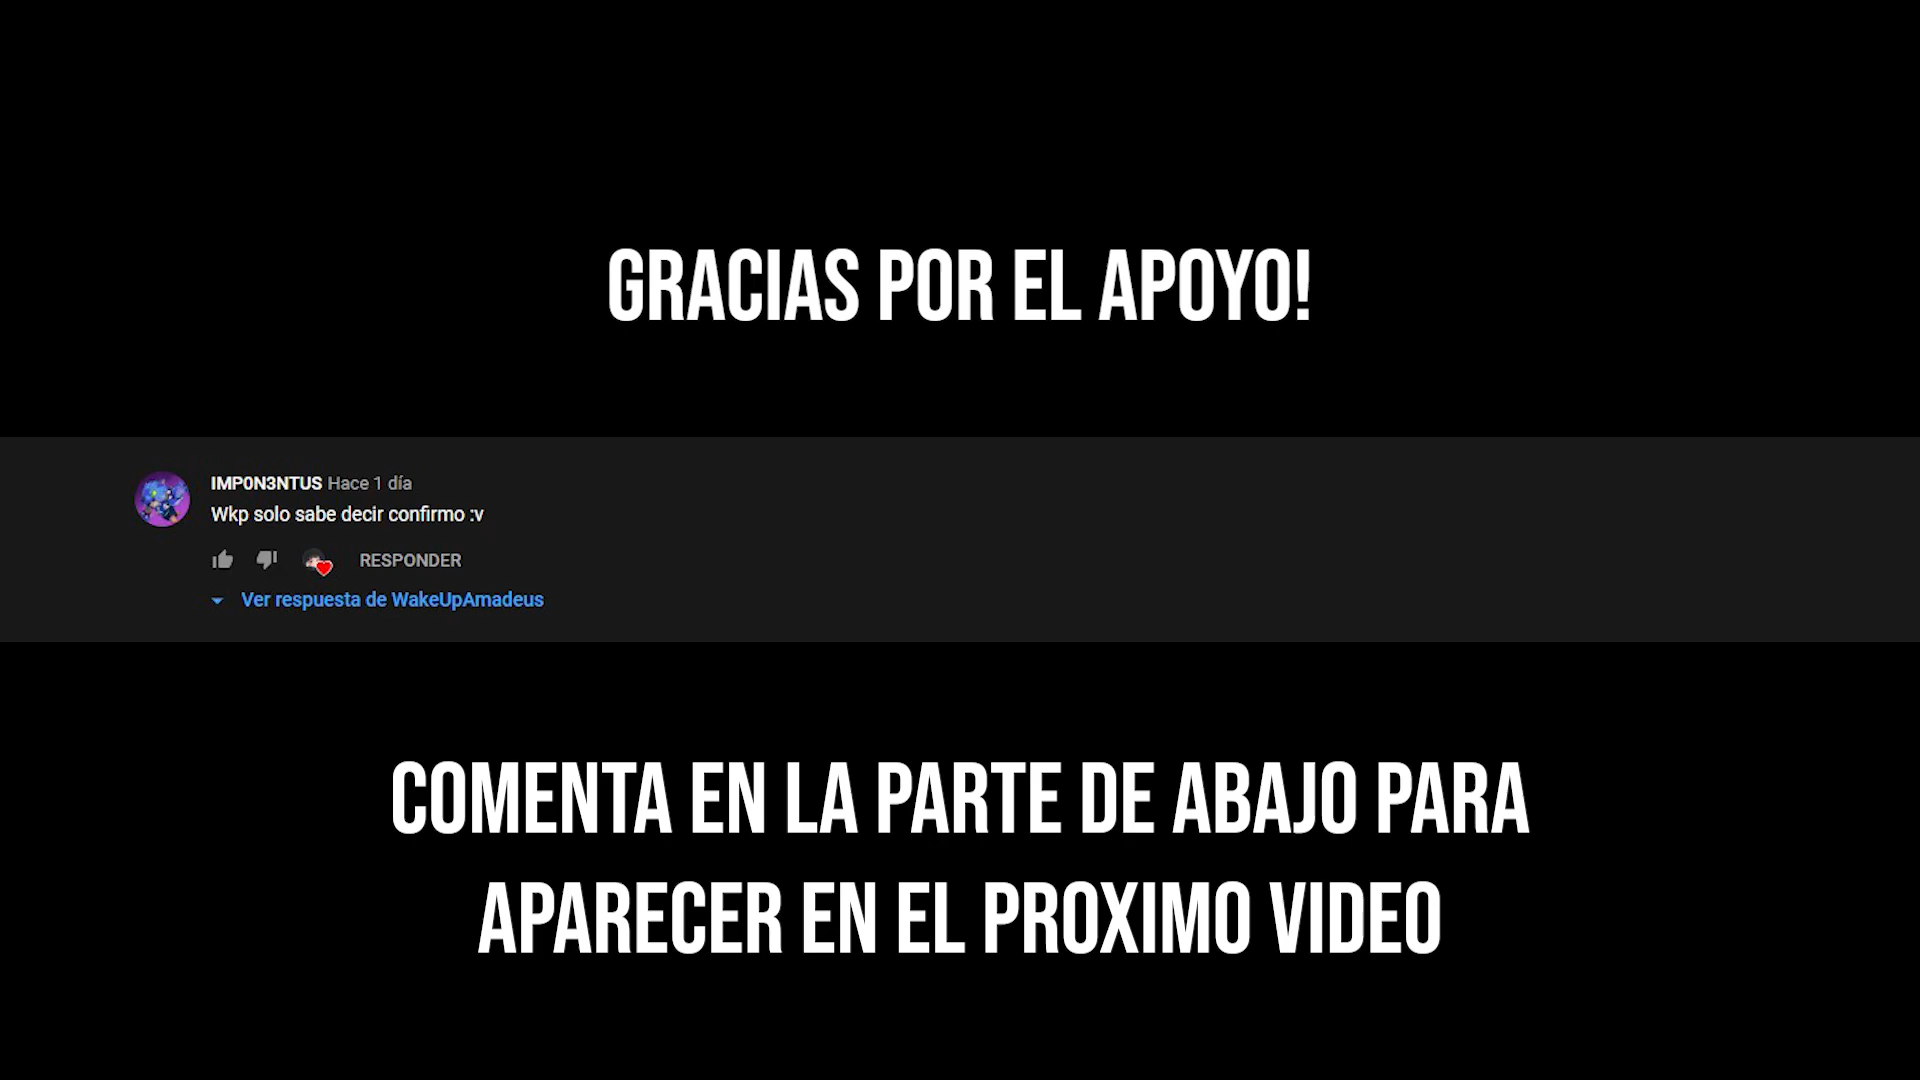 GRACIAS POR EL APOYO!
IMP0N3NTUS Hace 1 día
Wkp solo sabe decir confirmo :v
RESPONDER
Ver respuesta de WakeUpAmadeus
COMENTA EN LA PARTE DE ABAJO PARA
APARECER EN EL PROXIMO VIDEO